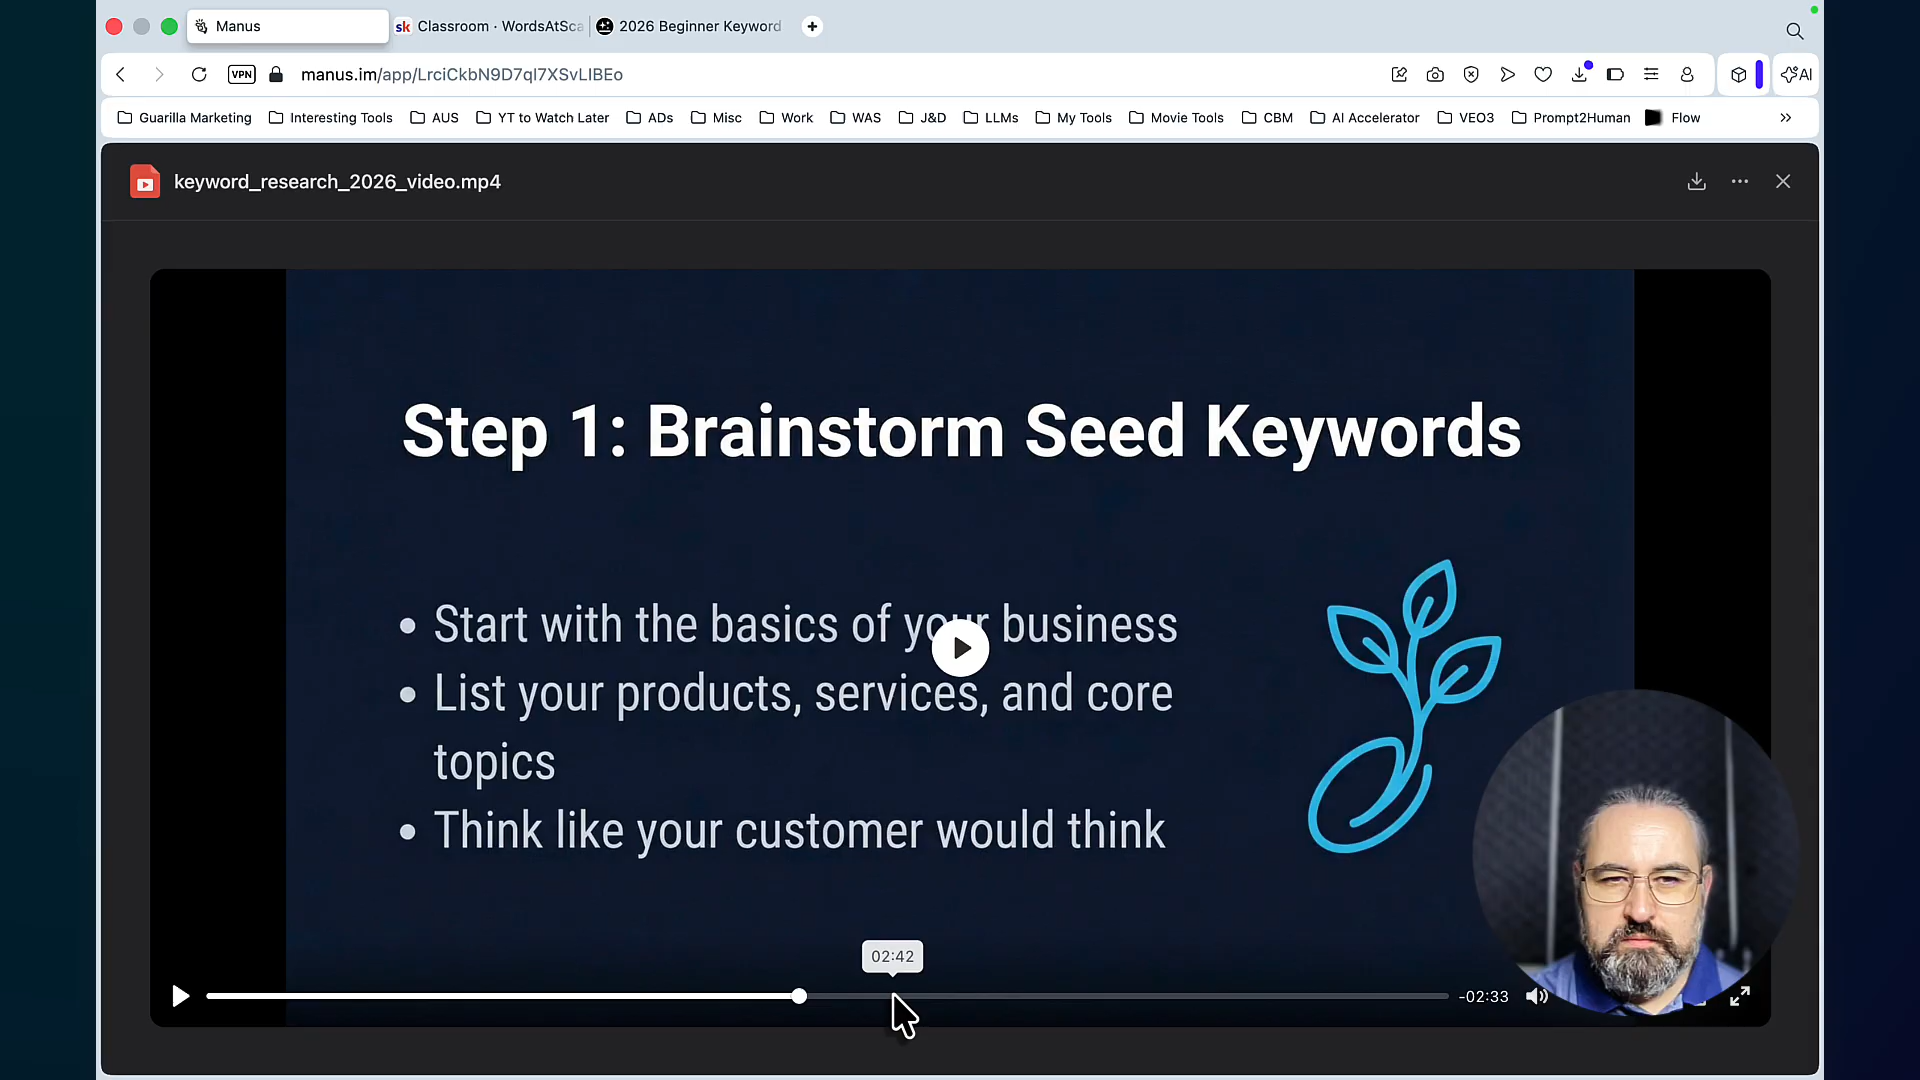 Manus
sk Classroom · WordsAtSca
2026 Beginner Keyword
VPN
manus.im/app/LrciCkbN9D7ql7XSvLIBEo
AI
Guarilla Marketing
Interesting Tools
AUS
YT to Watch Later
ADs
Misc
Work
WAS
J&D
LLMs
My Tools
Movie Tools
CBM
AI Accelerator
VEO3
Prompt2Human
Flow
keyword_research_2026_video.mp4
Step 1: Brainstorm Seed Keywords
• Start with the basics of your business
• List your products, services, and core
topics
• Think like your customer would think
02:42
-02:33